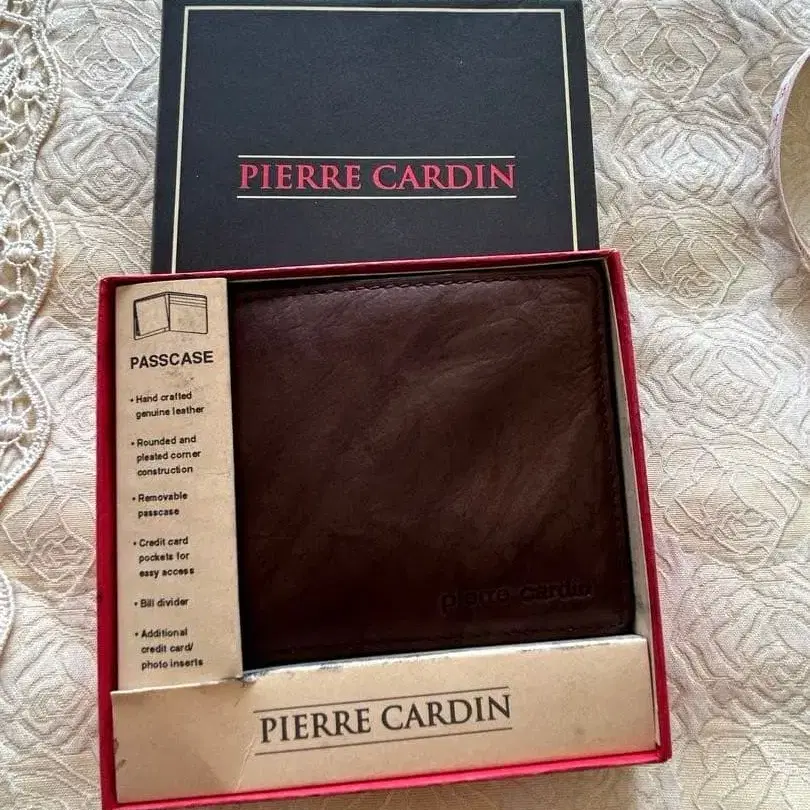 PIERRE CARDIN
PASSCASE
• Hand crafted
genuine leather
• Rounded and
pleated corner
construction
• Removable
passcase
• Credit card
pockets for
easy access
• Bill divider
• Additional
credit card/
photo inserts
pierre cardin
PIERRE CARDIN